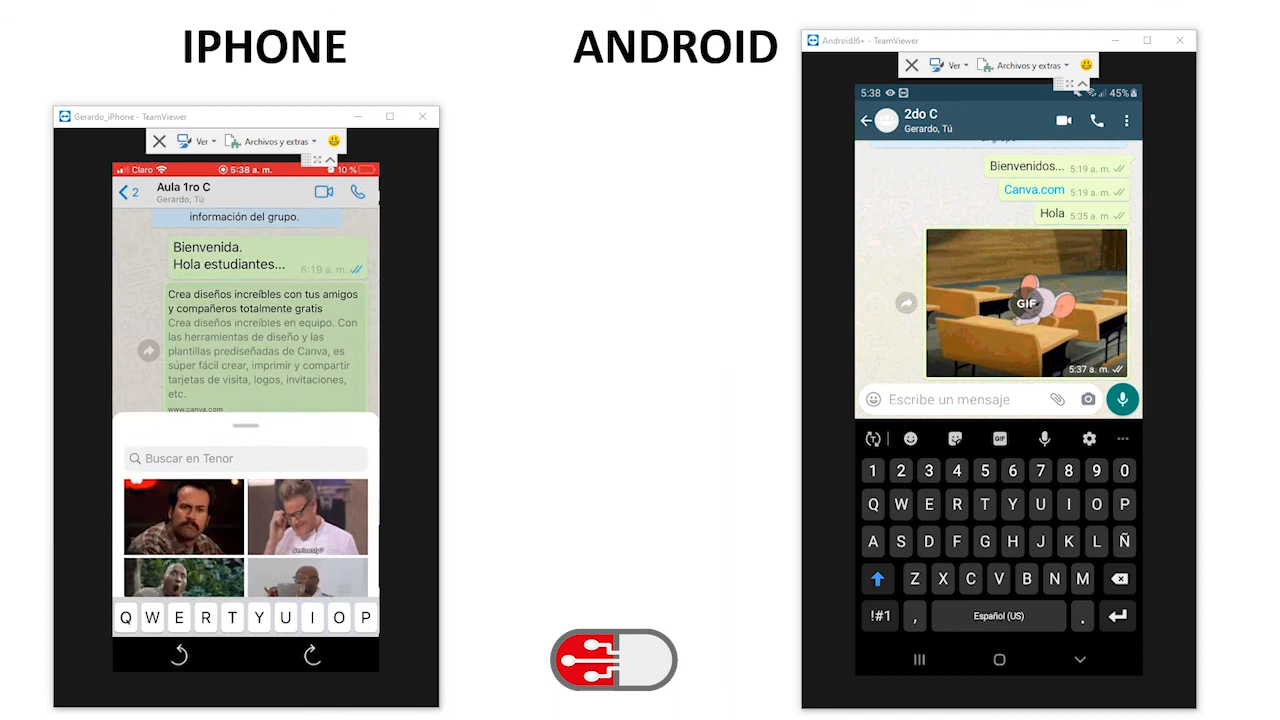 IPHONE
Gerardo_iPhone - TeamViewer
Ver
Archivos y extras
Claro
5:38 a. m.
10 %
2
Aula 1ro C
Gerardo, Tú
información del grupo.
Bienvenida.
Hola estudiantes...
5:19 a. m.
Crea diseños increíbles con tus amigos
y compañeros totalmente gratis
Crea diseños increíbles en equipo. Con
las herramientas de diseño y las
plantillas prediseñadas de Canva, es
súper fácil crear, imprimir y compartir
tarjetas de visita, logos, invitaciones,
etc.
www.canva.com
Buscar en Tenor
Seriously?
Q W E R T Y U I O P
ANDROID
AndroidJ6+ - TeamViewer
Ver
Archivos y extras
5:38
45%
2do C
Gerardo, Tú
Bienvenidos... 5:19 a. m.
Canva.com 5:19 a. m.
Hola 5:35 a. m.
GIF
5:37 a. m.
Escribe un mensaje
GIF
1 2 3 4 5 6 7 8 9 0
Q W E R T Y U I O P
A S D F G H J K L Ñ
Z X C V B N M
!#1 , Español (US) .